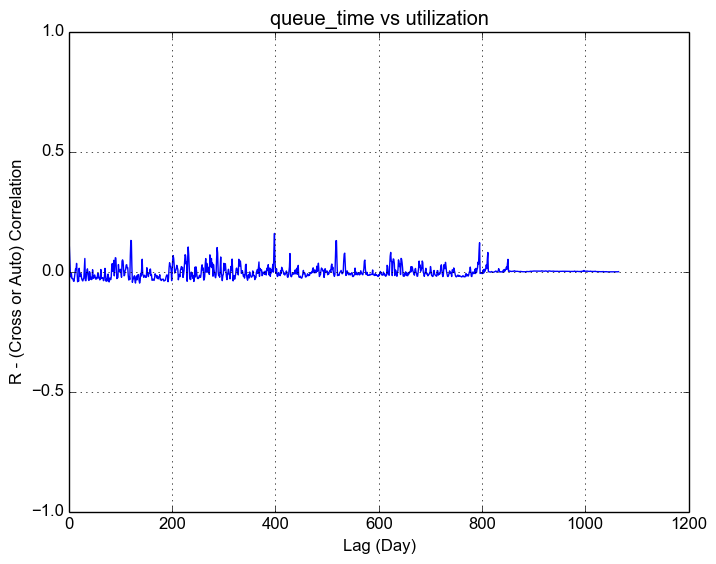 queue_time vs utilization
1.0
0.5
0.0
−0.5
−1.0
R - (Cross or Auto) Correlation
0 200 400 600 800 1000 1200
Lag (Day)